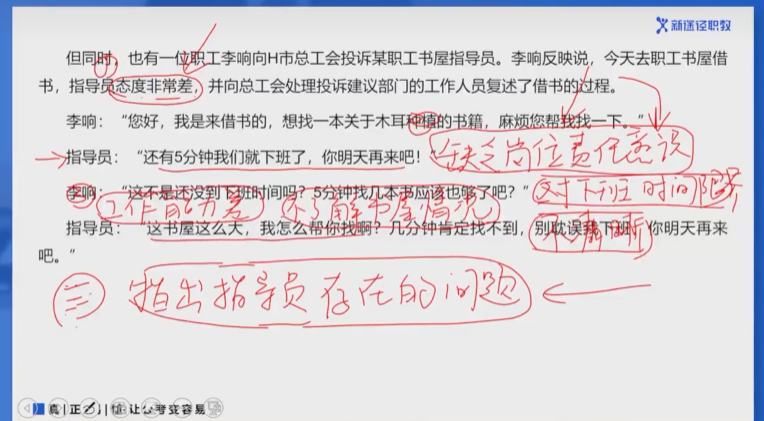 新途径职教
但同时，也有一位职工李响向H市总工会投诉某职工书屋指导员。李响反映说，今天去职工书屋借
书，指导员态度非常差，并向总工会处理投诉建议部门的工作人员复述了借书的过程。
李响：“您好，我是来借书的，想找一本关于木耳种植的书籍，麻烦您帮我找一下。”
指导员：“还有5分钟我们就下班了，你明天再来吧！
缺乏岗位责任意识
李响：“这不是还没到下班时间吗？5分钟找几本书应该也够了吧？”
对下班时间
工作能力差 不了解书屋情况
指导员：“这书屋这么大，我怎么帮你找啊？几分钟肯定找不到，别耽误我下班，你明天再来
不清晰
吧。”
三 指出指导员存在的问题
真|正 让公考变容易